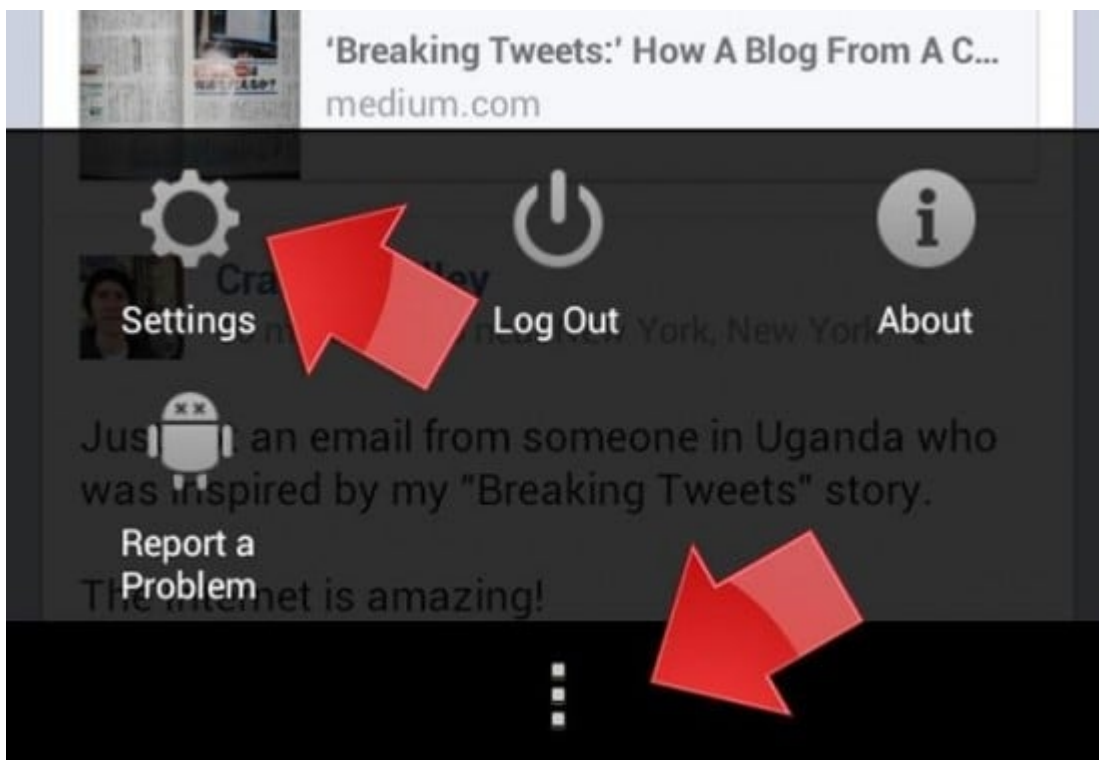 'Breaking Tweets:' How A Blog From A C...
medium.com
Settings
Log Out
About
New York, New York
Just an email from someone in Uganda who
was inspired by my "Breaking Tweets" story.
Report a
Problem
The Internet is amazing!